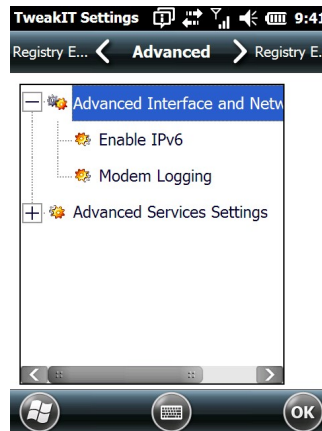 TweakIT Settings 9:41
Registry E... Advanced Registry E.
Advanced Interface and Netw
Enable IPv6
Modem Logging
Advanced Services Settings
OK